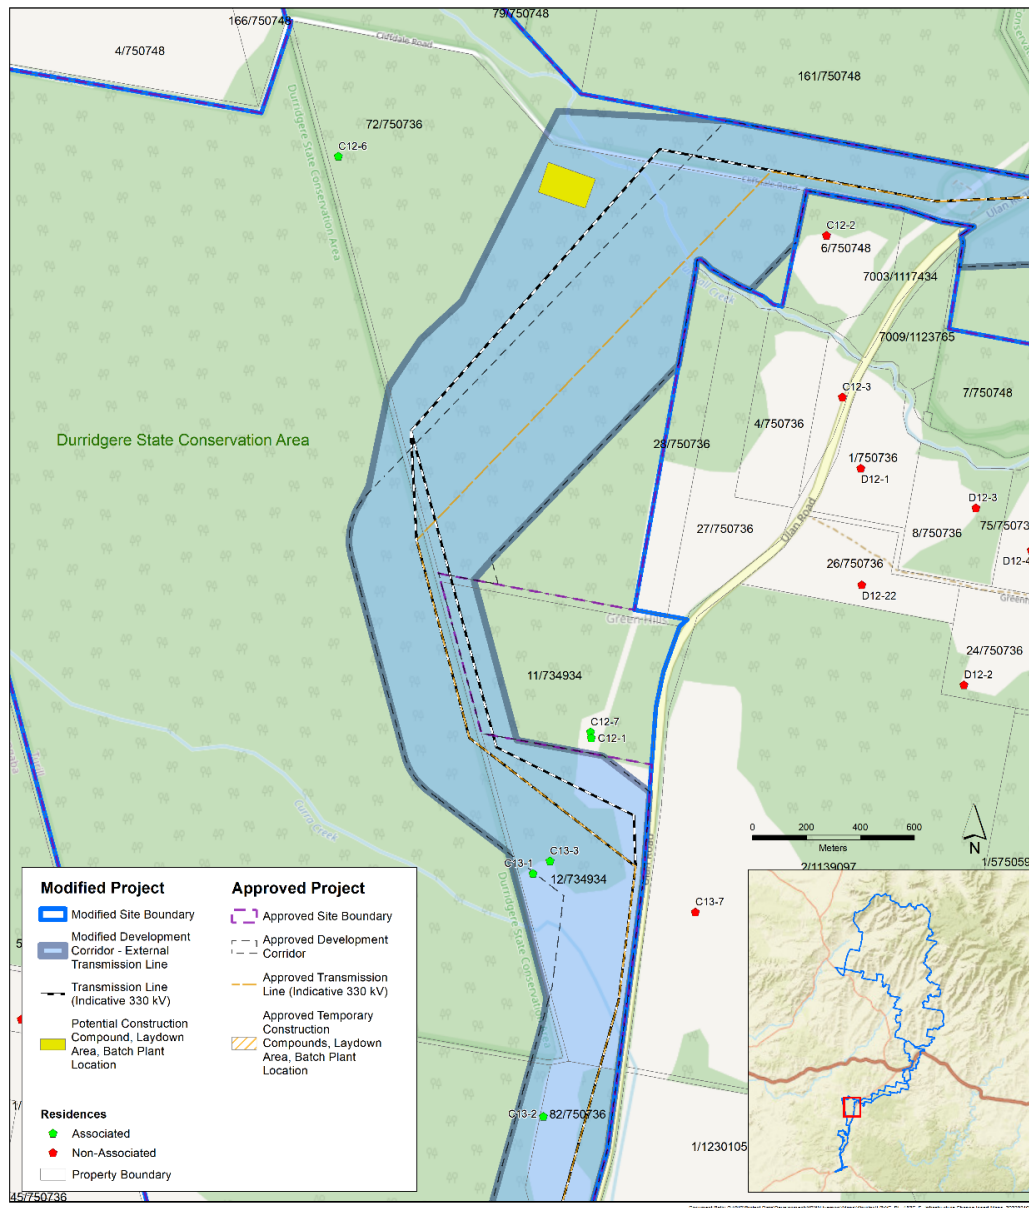 79/750748
166/750748
Cliffdale Road
4/750748
161/750748
72/750736
C12-6
Durridgere State Conservation Area
Cliffdale Road
C12-2
6/750748
7003/1117434
7009/1123765
C12-3
7/750748
Durridgere State Conservation Area
28/750736
4/750736
1/750736
D12-1
D12-3
75/75073
8/750736
27/750736
Ulan Road
26/750736
D12-4
D12-22
Green Hills
24/750736
11/734934
D12-2
C12-7
C12-1
Curra Creek
0 200 400 600
Meters
N
C13-3
C13-1
12/734934
2/1139097
1/575059
Durridgere State Conservation Area
C13-7
Modified Project
Modified Site Boundary
Modified Development
Corridor - External
Transmission Line
Transmission Line
(Indicative 330 kV)
Potential Construction
Compound, Laydown
Area, Batch Plant
Location
Approved Project
Approved Site Boundary
Approved Development
Corridor
Approved Transmission
Line (Indicative 330 kV)
Approved Temporary
Construction
Compounds, Laydown
Area, Batch Plant
Location
Residences
Associated
Non-Associated
Property Boundary
C13-2
82/750736
1/1230105
45/750736